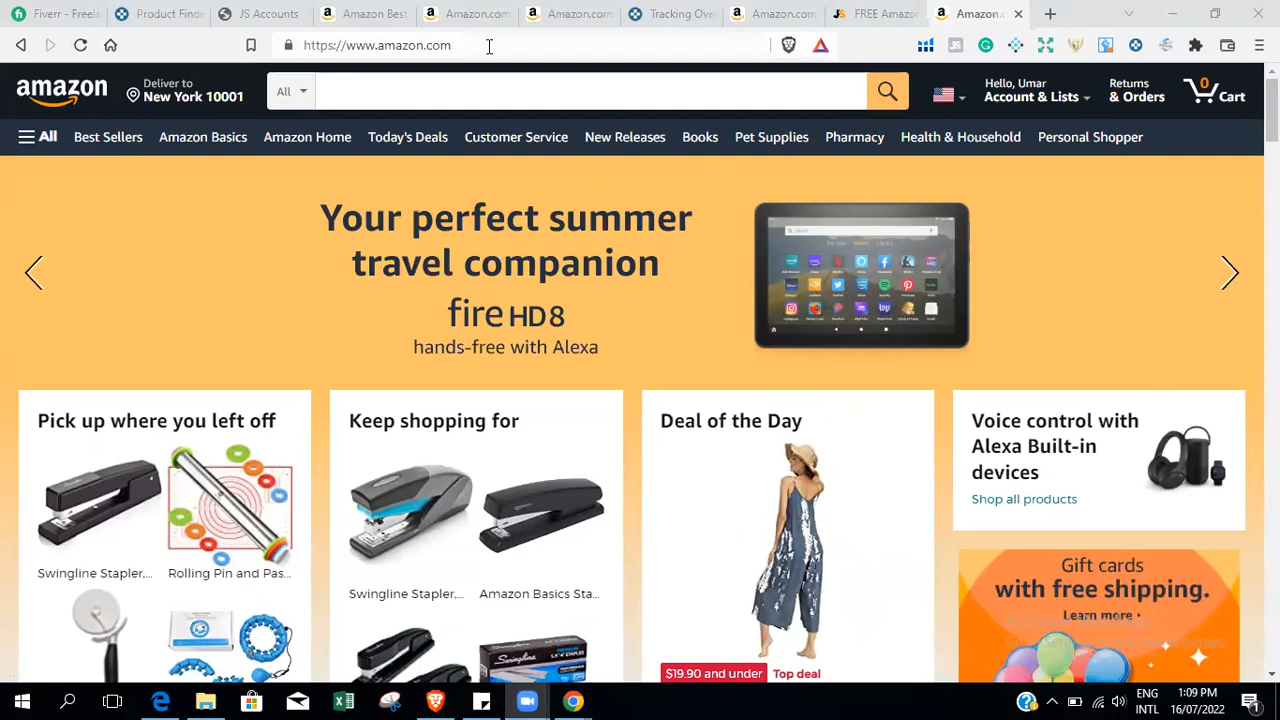 Fiverr - Freela
Product Finde
JS Accounts
Amazon Best
Amazon.com
Amazon.com
Tracking Ove
Amazon.com
FREE Amazo
Amazon.c
https://www.amazon.com
amazon
Deliver to
New York 10001
All
Hello, Umar
Account & Lists
Returns
& Orders
0
Cart
All
Best Sellers
Amazon Basics
Amazon Home
Today's Deals
Customer Service
New Releases
Books
Pet Supplies
Pharmacy
Health & Household
Personal Shopper
Your perfect summer
travel companion
fire HD 8
hands-free with Alexa
Pick up where you left off
Swingline Stapler,...
Rolling Pin and Pas...
Keep shopping for
Swingline Stapler,...
Amazon Basics Sta...
Swingline
Deal of the Day
$19.90 and under
Top deal
Voice control with
Alexa Built-in
devices
Shop all products
Gift cards
with free shipping.
Learn more
ENG
INTL
1:09 PM
16/07/2022